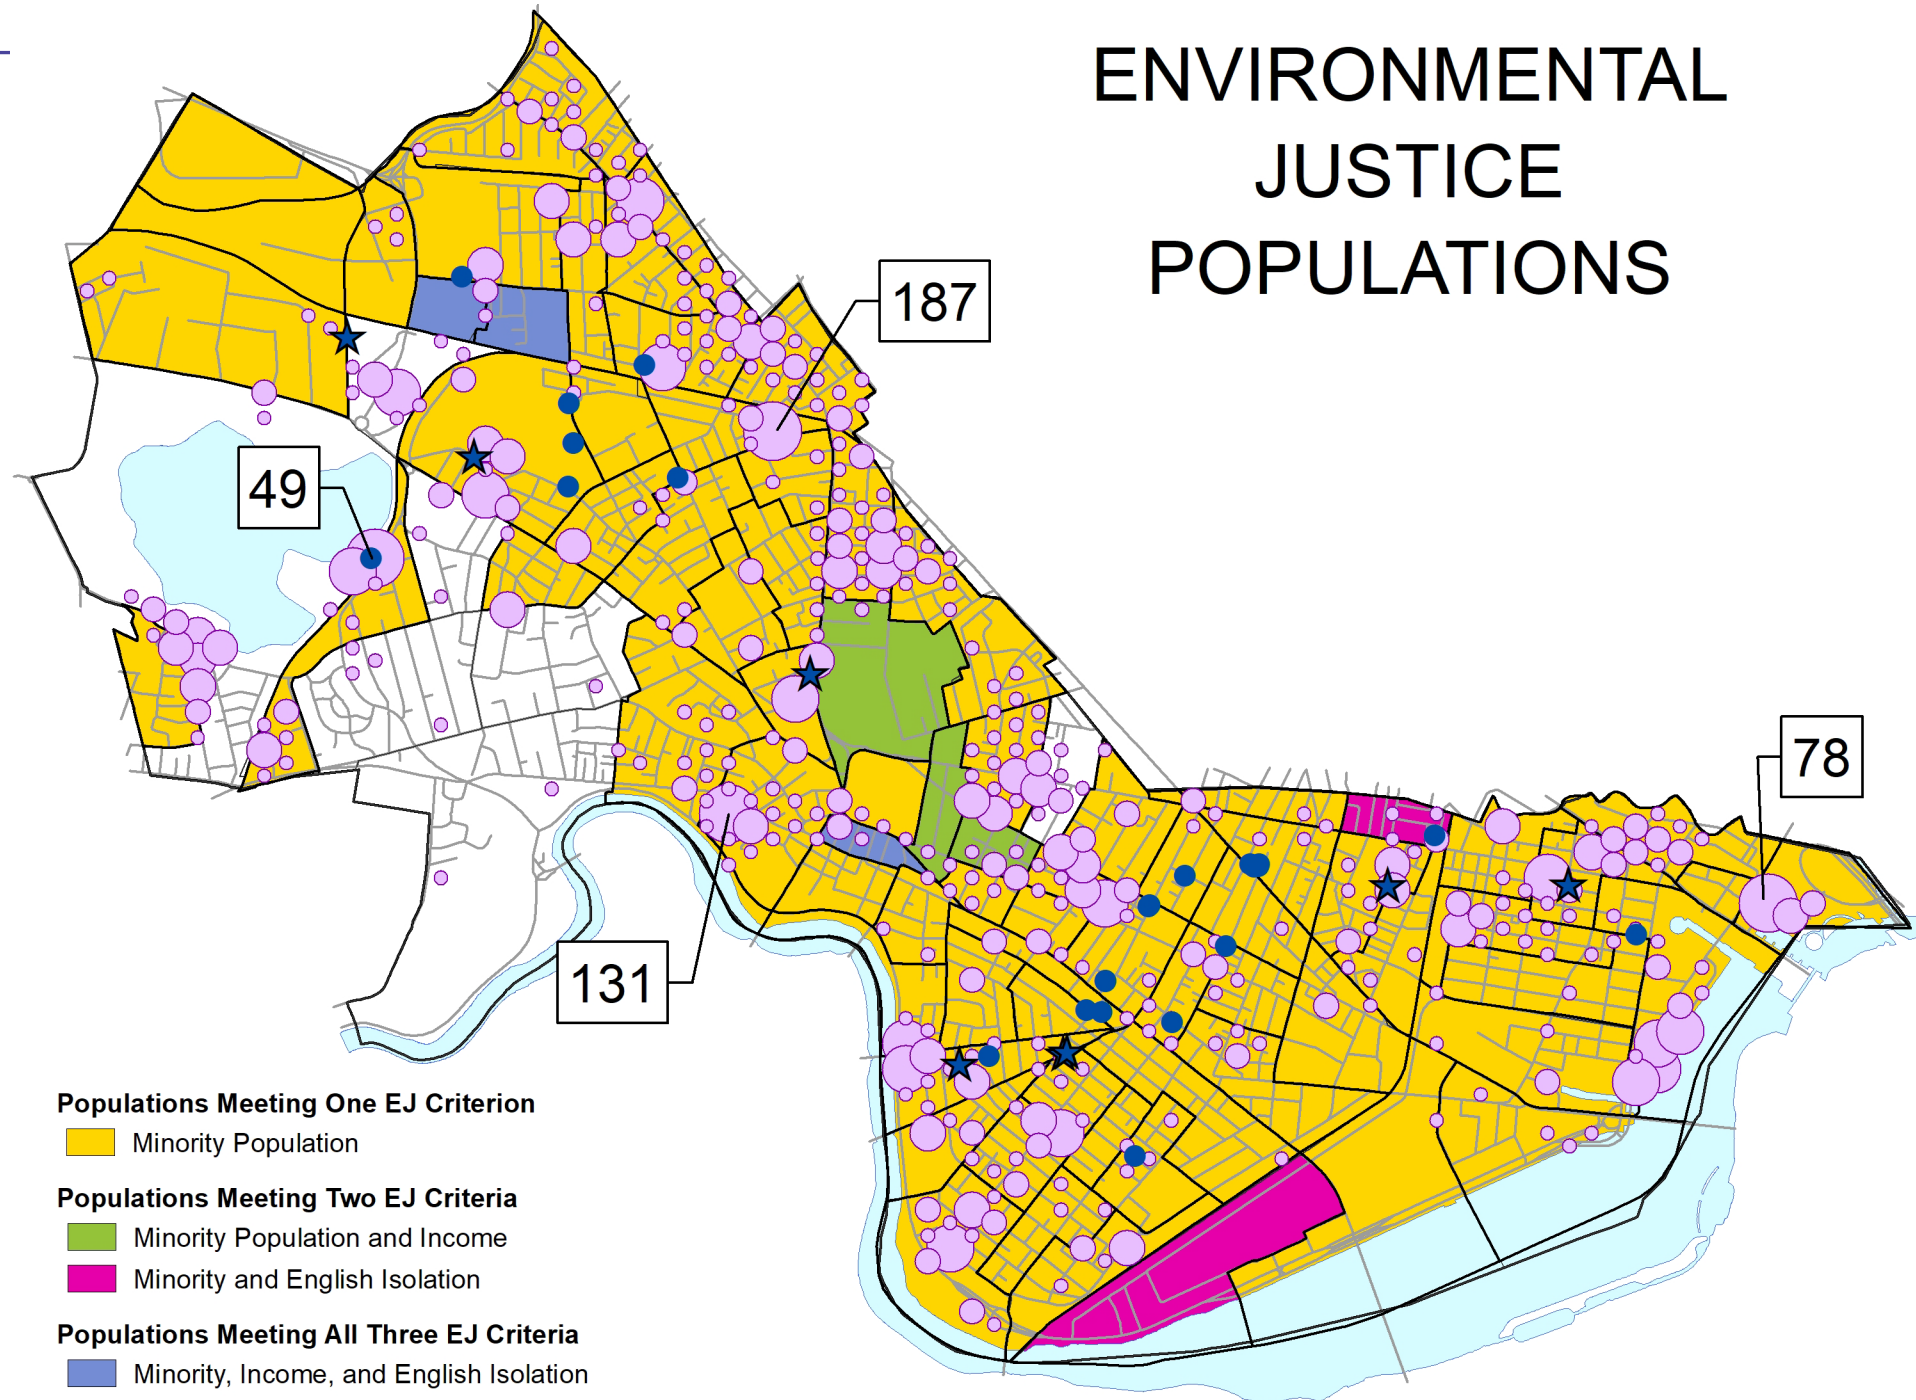 ENVIRONMENTAL
JUSTICE
POPULATIONS
187
49
78
131
Populations Meeting One EJ Criterion
Minority Population
Populations Meeting Two EJ Criteria
Minority Population and Income
Minority and English Isolation
Populations Meeting All Three EJ Criteria
Minority, Income, and English Isolation